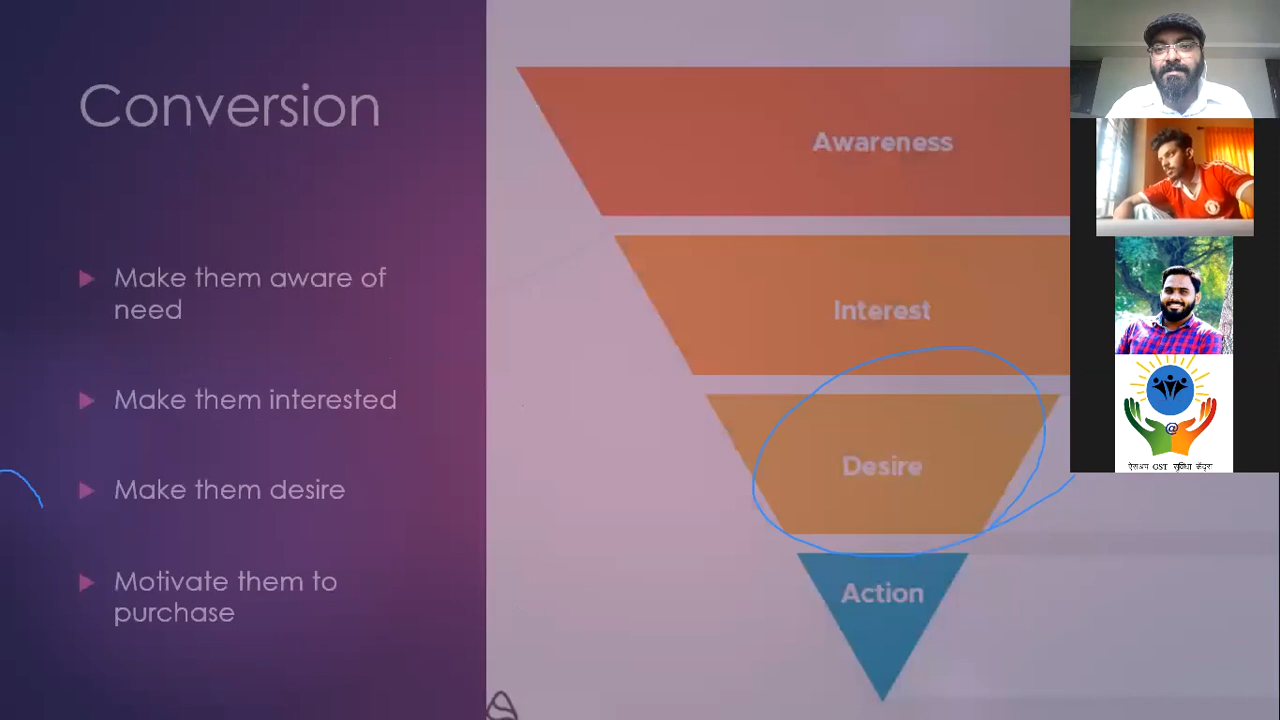 Conversion
Make them aware of
need
Make them interested
Make them desire
Motivate them to
purchase
Awareness
Interest
Desire
Action
@
GST सुविधा केंद्रा